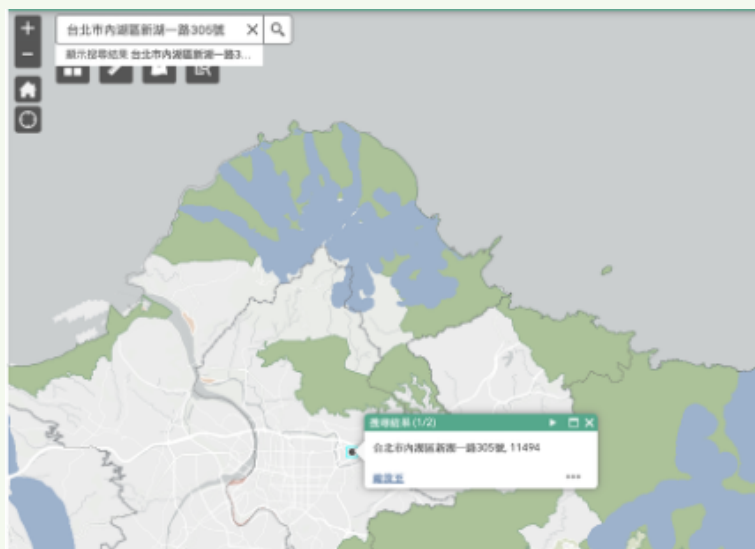 台北市內湖區新湖一路305號
顯示搜尋結果 台北市內湖區新湖一路3...
搜尋結果 (1/2)
台北市內湖區新湖一路305號, 11494
縮放至